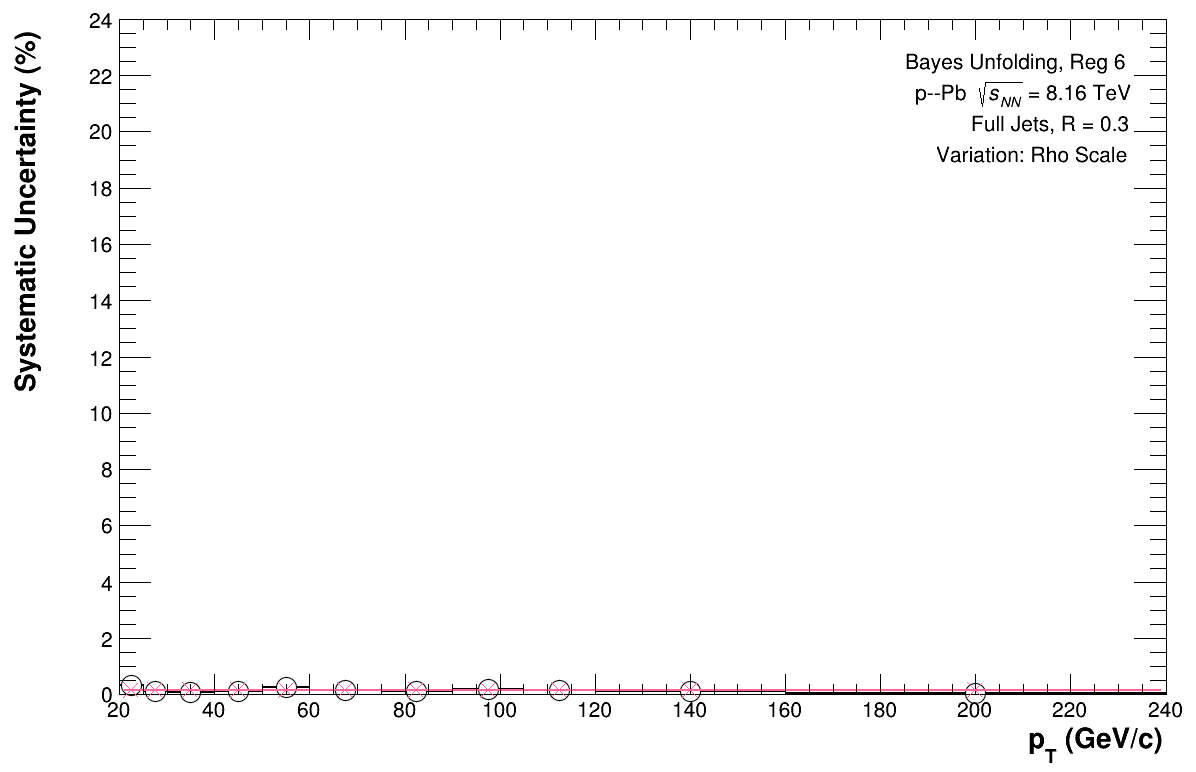 Systematic Uncertainty (%)
24
22
20
18
16
14
12
10
8
6
4
2
0
Bayes Unfolding, Reg 6
p--Pb √sNN = 8.16 TeV
Full Jets, R = 0.3
Variation: Rho Scale
20 40 60 80 100 120 140 160 180 200 220 240
pT (GeV/c)